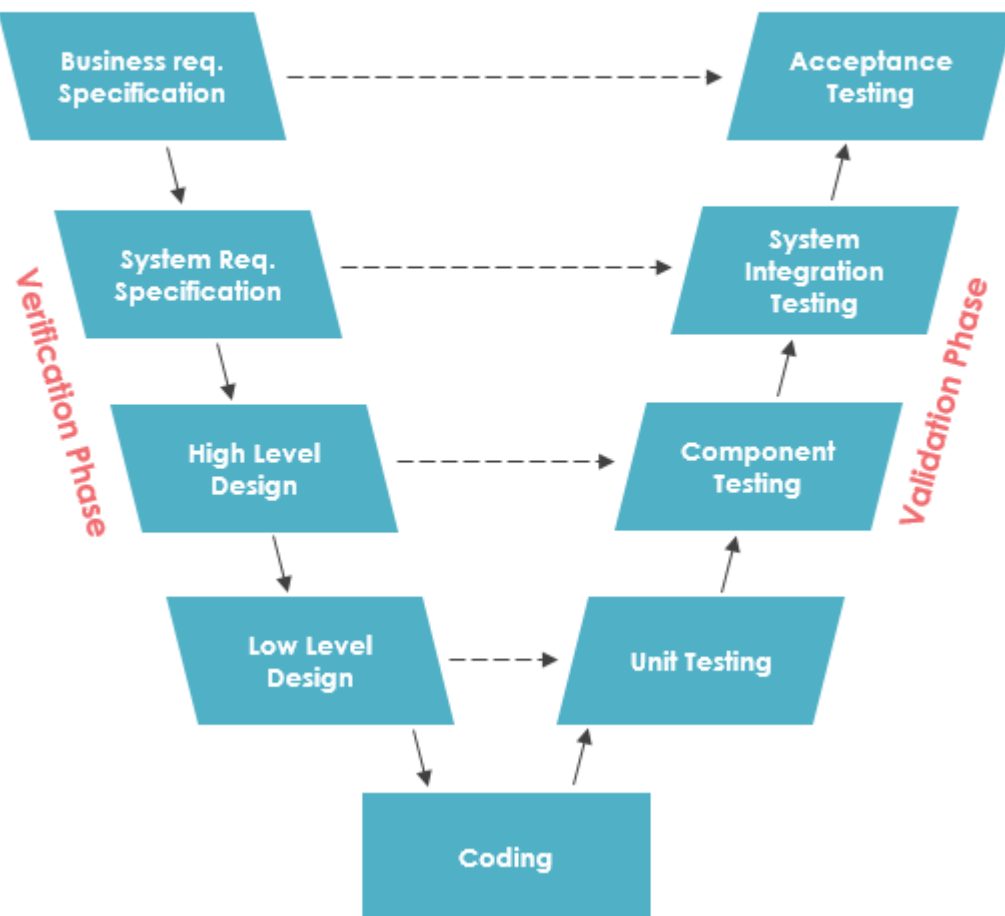 Business req.
Specification
Acceptance
Testing
System Req.
Specification
System
Integration
Testing
Verification Phase
Validation Phase
High Level
Design
Component
Testing
Low Level
Design
Unit Testing
Coding